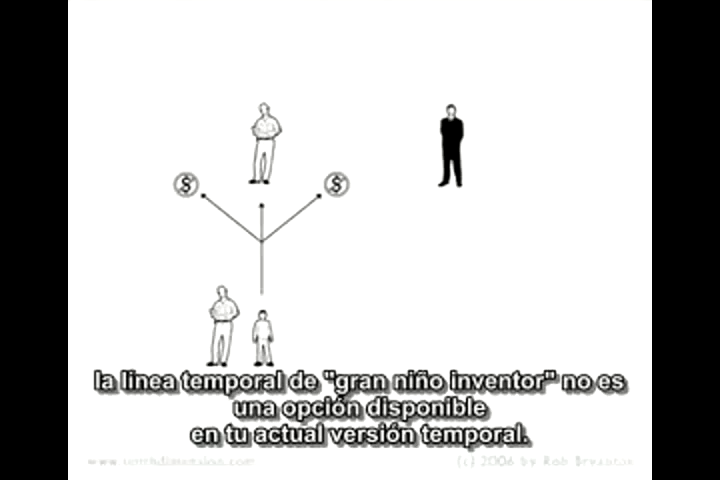 $ $
la línea temporal de "gran niño inventor" no es
una opción disponible
en tu actual versión temporal.
www.tenthdimension.com (c) 2006 by Rob Bryanton